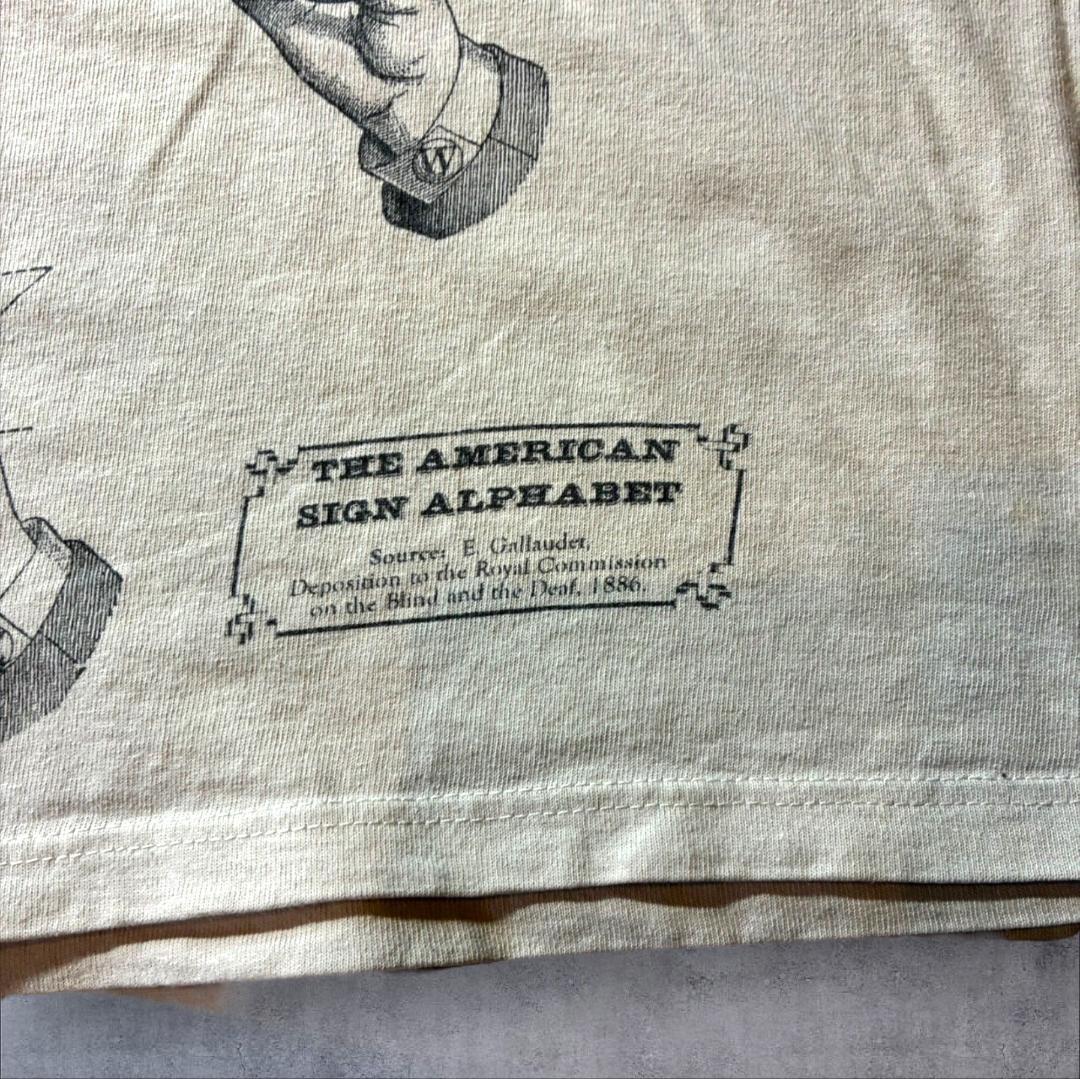 W
THE AMERICAN
SIGN ALPHABET
Source: E. Gallaudet,
Deposition to the Royal Commission
on the Blind and the Deaf, 1886.